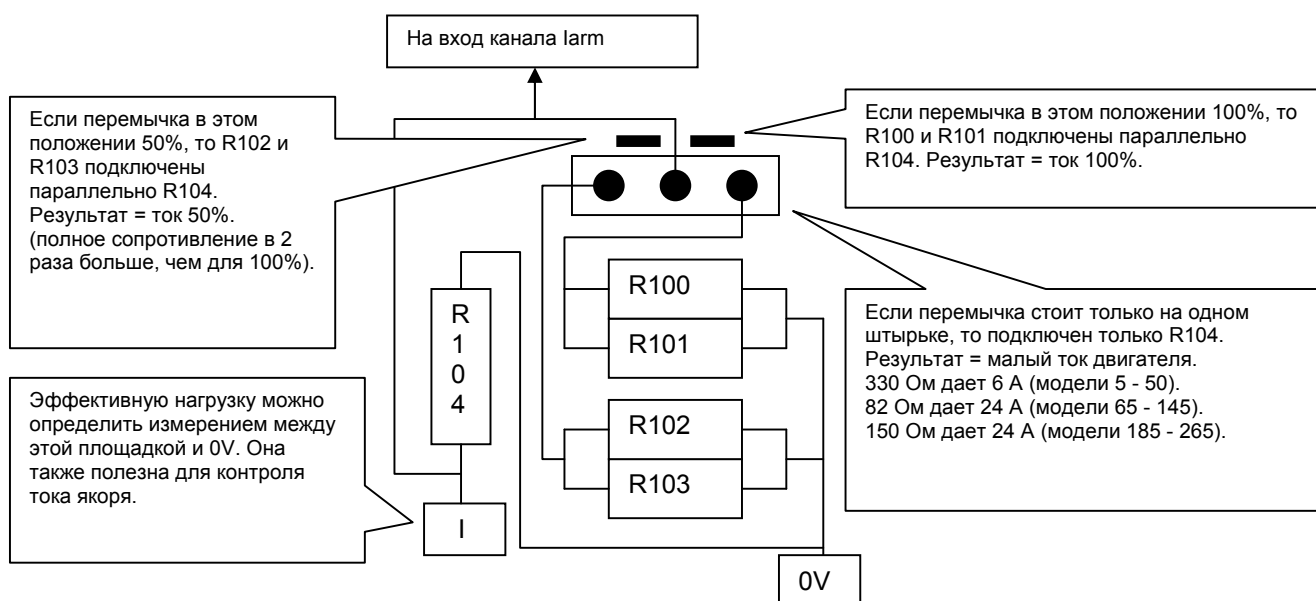 На вход канала Iarm
Если перемычка в этом
положении 50%, то R102 и
R103 подключены
параллельно R104.
Результат = ток 50%.
(полное сопротивление в 2
раза больше, чем для 100%).
Если перемычка в этом положении 100%, то
R100 и R101 подключены параллельно
R104. Результат = ток 100%.
R104
R100
R101
R102
R103
Если перемычка стоит только на одном
штырьке, то подключен только R104.
Результат = малый ток двигателя.
330 Ом дает 6 А (модели 5 - 50).
82 Ом дает 24 А (модели 65 - 145).
150 Ом дает 24 А (модели 185 - 265).
Эффективную нагрузку можно
определить измерением между
этой площадкой и 0V. Она
также полезна для контроля
тока якоря.
I
0V